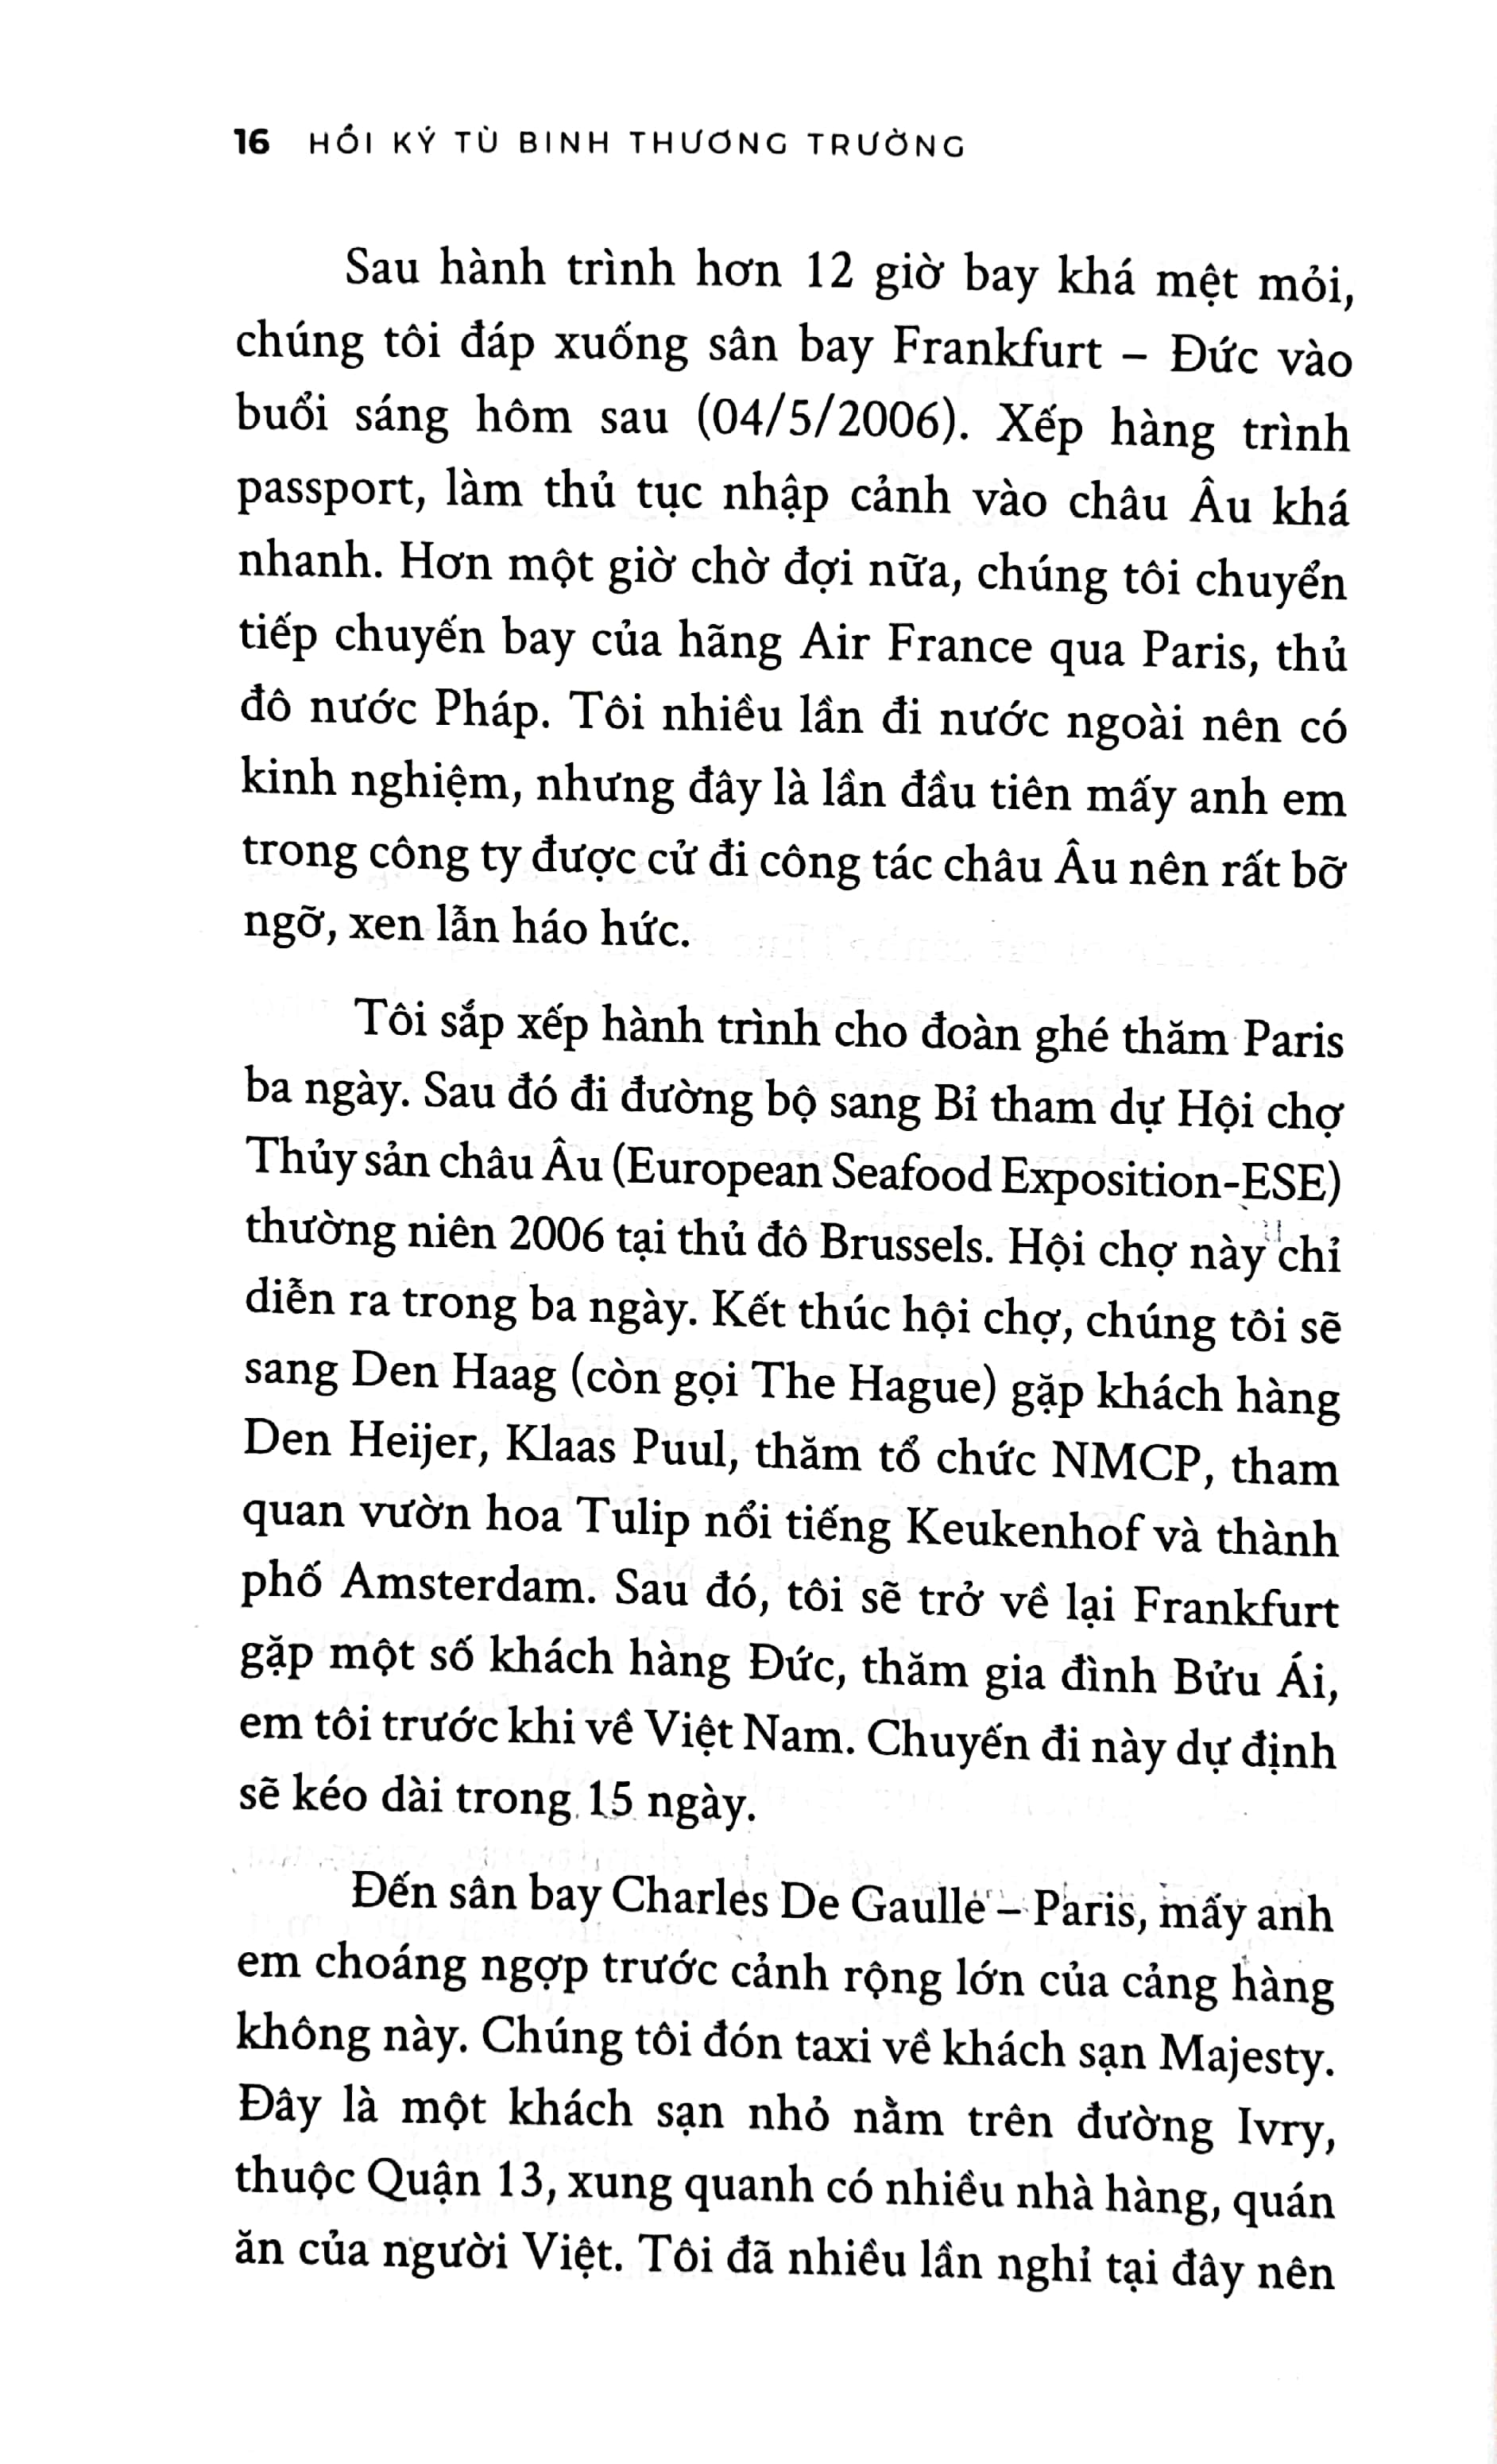 16 HỒI KÝ TÙ BINH THƯƠNG TRƯỜNG
Sau hành trình hơn 12 giờ bay khá mệt mỏi,
chúng tôi đáp xuống sân bay Frankfurt – Đức vào
buổi sáng hôm sau (04/5/2006). Xếp hàng trình
passport, làm thủ tục nhập cảnh vào châu Âu khá
nhanh. Hơn một giờ chờ đợi nữa, chúng tôi chuyển
tiếp chuyến bay của hãng Air France qua Paris, thủ
đô nước Pháp. Tôi nhiều lần đi nước ngoài nên có
kinh nghiệm, nhưng đây là lần đầu tiên mấy anh em
trong công ty được cử đi công tác châu Âu nên rất bỡ
ngỡ, xen lẫn háo hức.
Tôi sắp xếp hành trình cho đoàn ghé thăm Paris
ba ngày. Sau đó đi đường bộ sang Bỉ tham dự Hội chợ
Thủy sản châu Âu (European Seafood Exposition-ESE)
thường niên 2006 tại thủ đô Brussels. Hội chợ này chỉ
diễn ra trong ba ngày. Kết thúc hội chợ, chúng tôi sẽ
sang Den Haag (còn gọi The Hague) gặp khách hàng
Den Heijer, Klaas Puul, thăm tổ chức NMCP, tham
quan vườn hoa Tulip nổi tiếng Keukenhof và thành
phố Amsterdam. Sau đó, tôi sẽ trở về lại Frankfurt
gặp một số khách hàng Đức, thăm gia đình Bửu Ái,
em tôi trước khi về Việt Nam. Chuyến đi này dự định
sẽ kéo dài trong 15 ngày.
Đến sân bay Charles De Gaulle – Paris, mấy anh
em choáng ngợp trước cảnh rộng lớn của cảng hàng
không này. Chúng tôi đón taxi về khách sạn Majesty.
Đây là một khách sạn nhỏ nằm trên đường Ivry,
thuộc Quận 13, xung quanh có nhiều nhà hàng, quán
ăn của người Việt. Tôi đã nhiều lần nghỉ tại đây nên